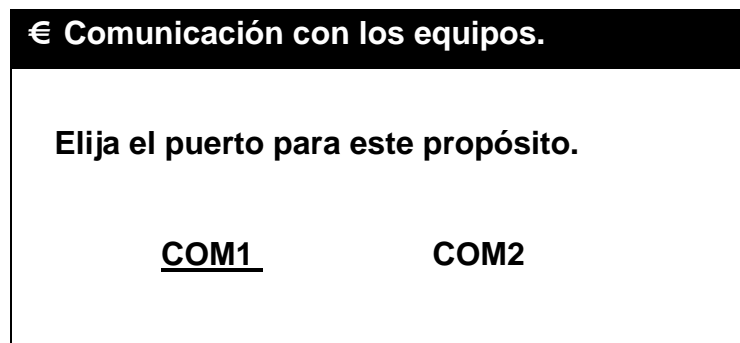 € Comunicación con los equipos.
Elija el puerto para este propósito.
COM1 COM2